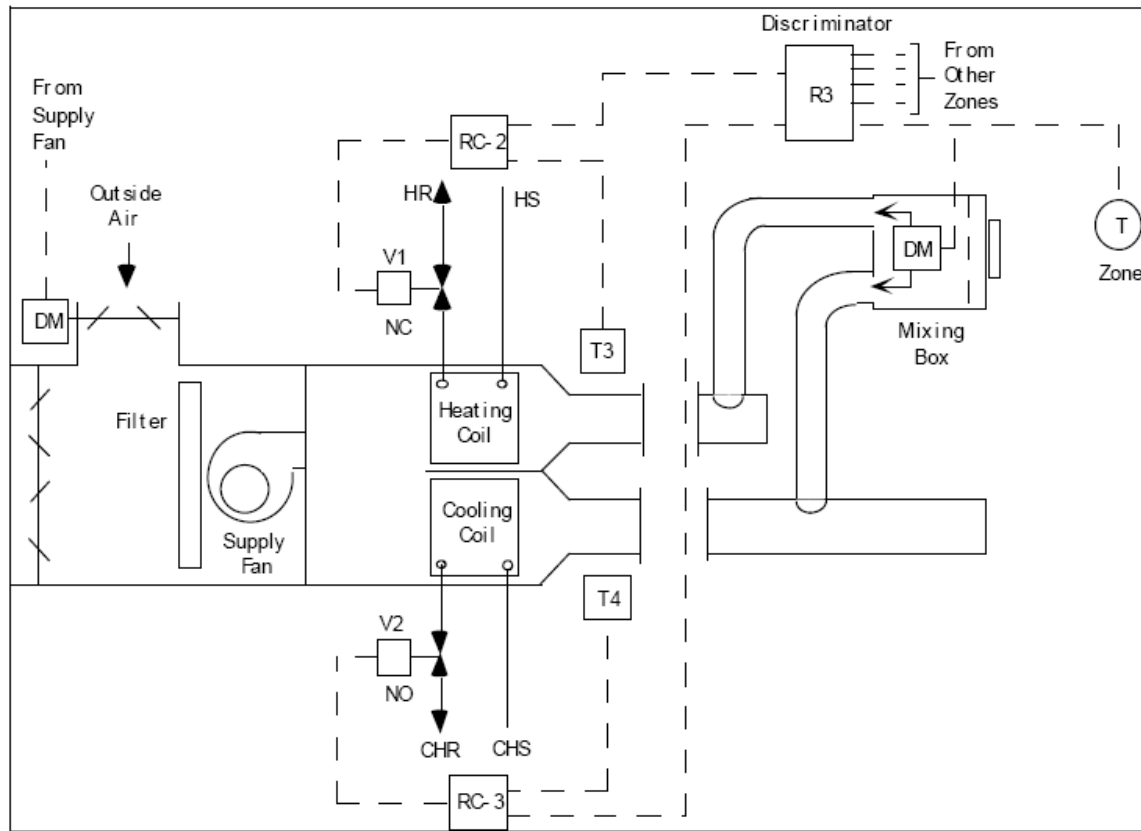 Discriminator
R3
From
Other
Zones
From
Supply
Fan
RC-2
Outside
Air
HR
HS
T
Zone
DM
V1
NC
DM
Mixing
Box
T3
Filter
Heating
Coil
Supply
Fan
Cooling
Coil
T4
V2
NO
CHR
CHS
RC-3